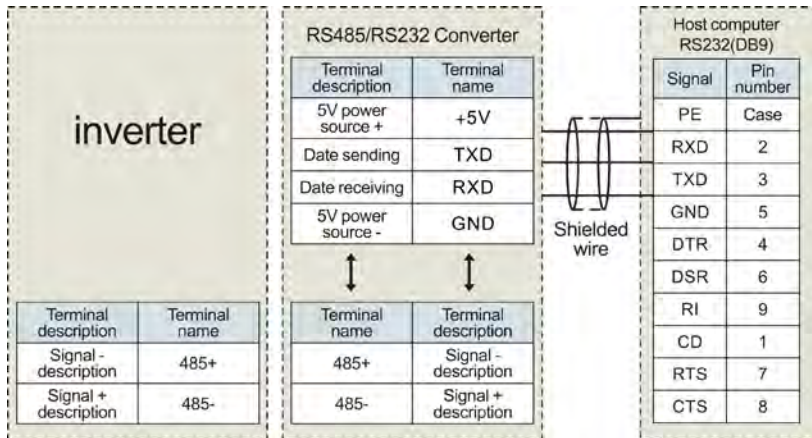 inverter
Terminal description
Terminal name
Signal - description
485+
Signal + description
485-
RS485/RS232 Converter
Terminal description
Terminal name
5V power source +
+5V
Date sending
TXD
Date receiving
RXD
5V power source -
GND
Terminal name
Terminal description
485+
Signal - description
485-
Signal + description
Shielded
wire
Host computer
RS232(DB9)
Signal
Pin number
PE
Case
RXD
2
TXD
3
GND
5
DTR
4
DSR
6
RI
9
CD
1
RTS
7
CTS
8